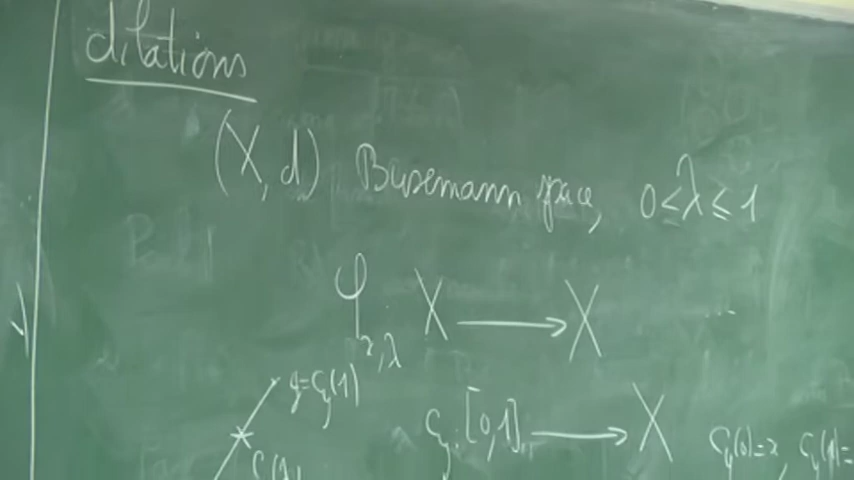 dilations
(X, d) Busemann space, 0≤λ≤1
φ_{x,λ} X ⟶ X
y=c_y(1)
c_y: [0,1] ⟶ X c_y(0)=x, c_y(1)=